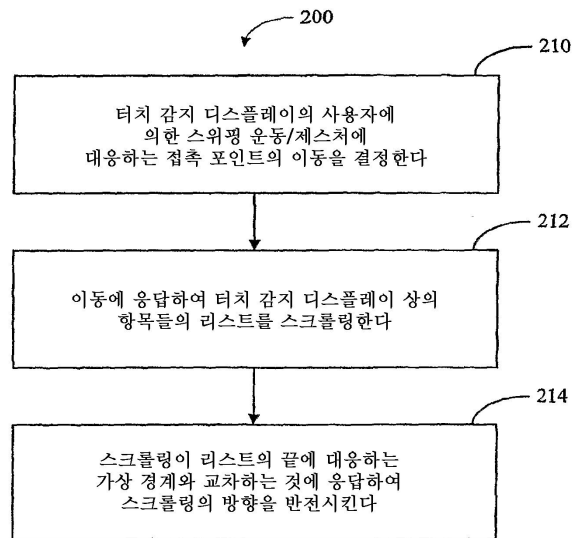 200
210
터치 감지 디스플레이의 사용자에
의한 스위핑 운동/제스처에
대응하는 접촉 포인트의 이동을 결정한다
212
이동에 응답하여 터치 감지 디스플레이 상의
항목들의 리스트를 스크롤링한다
214
스크롤링이 리스트의 끝에 대응하는
가상 경계와 교차하는 것에 응답하여
스크롤링의 방향을 반전시킨다